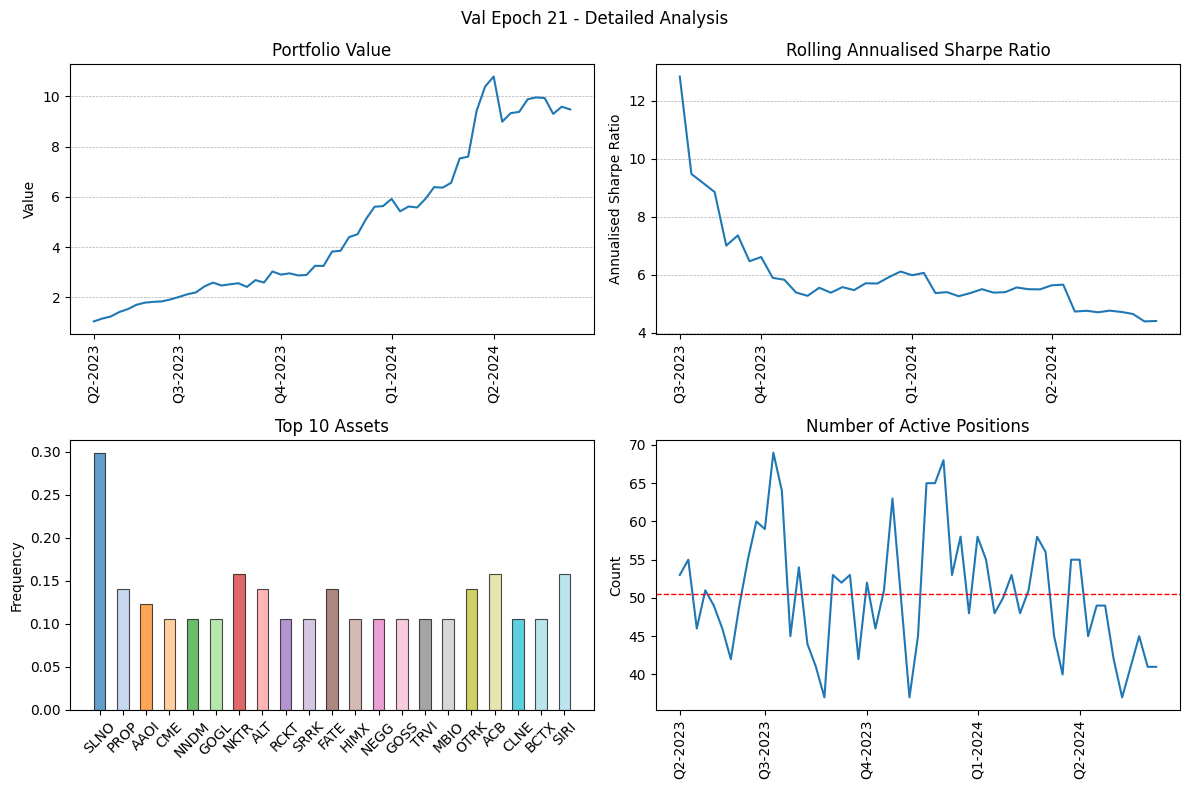 Val Epoch 21 - Detailed Analysis
Portfolio Value
Value
10
8
6
4
2
Q2-2023
Q3-2023
Q4-2023
Q1-2024
Q2-2024
Rolling Annualised Sharpe Ratio
Annualised Sharpe Ratio
12
10
8
6
4
Q3-2023
Q4-2023
Q1-2024
Q2-2024
Top 10 Assets
Frequency
0.30
0.25
0.20
0.15
0.10
0.05
0.00
SLNO
PROP
AAOI
CME
NNDM
GOGL
NKTR
ALT
RCKT
SRRK
FATE
HIMX
NEGG
GOSS
TRVI
MBIO
OTRK
ACB
CLNE
BCTX
SIRI
Number of Active Positions
Count
70
65
60
55
50
45
40
Q2-2023
Q3-2023
Q4-2023
Q1-2024
Q2-2024